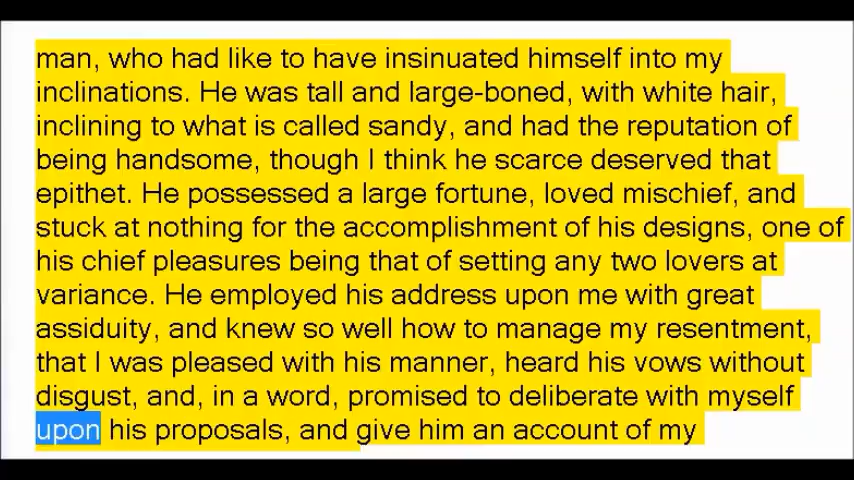 man, who had like to have insinuated himself into my
inclinations. He was tall and large-boned, with white hair,
inclining to what is called sandy, and had the reputation of
being handsome, though I think he scarce deserved that
epithet. He possessed a large fortune, loved mischief, and
stuck at nothing for the accomplishment of his designs, one of
his chief pleasures being that of setting any two lovers at
variance. He employed his address upon me with great
assiduity, and knew so well how to manage my resentment,
that I was pleased with his manner, heard his vows without
disgust, and, in a word, promised to deliberate with myself
upon his proposals, and give him an account of my